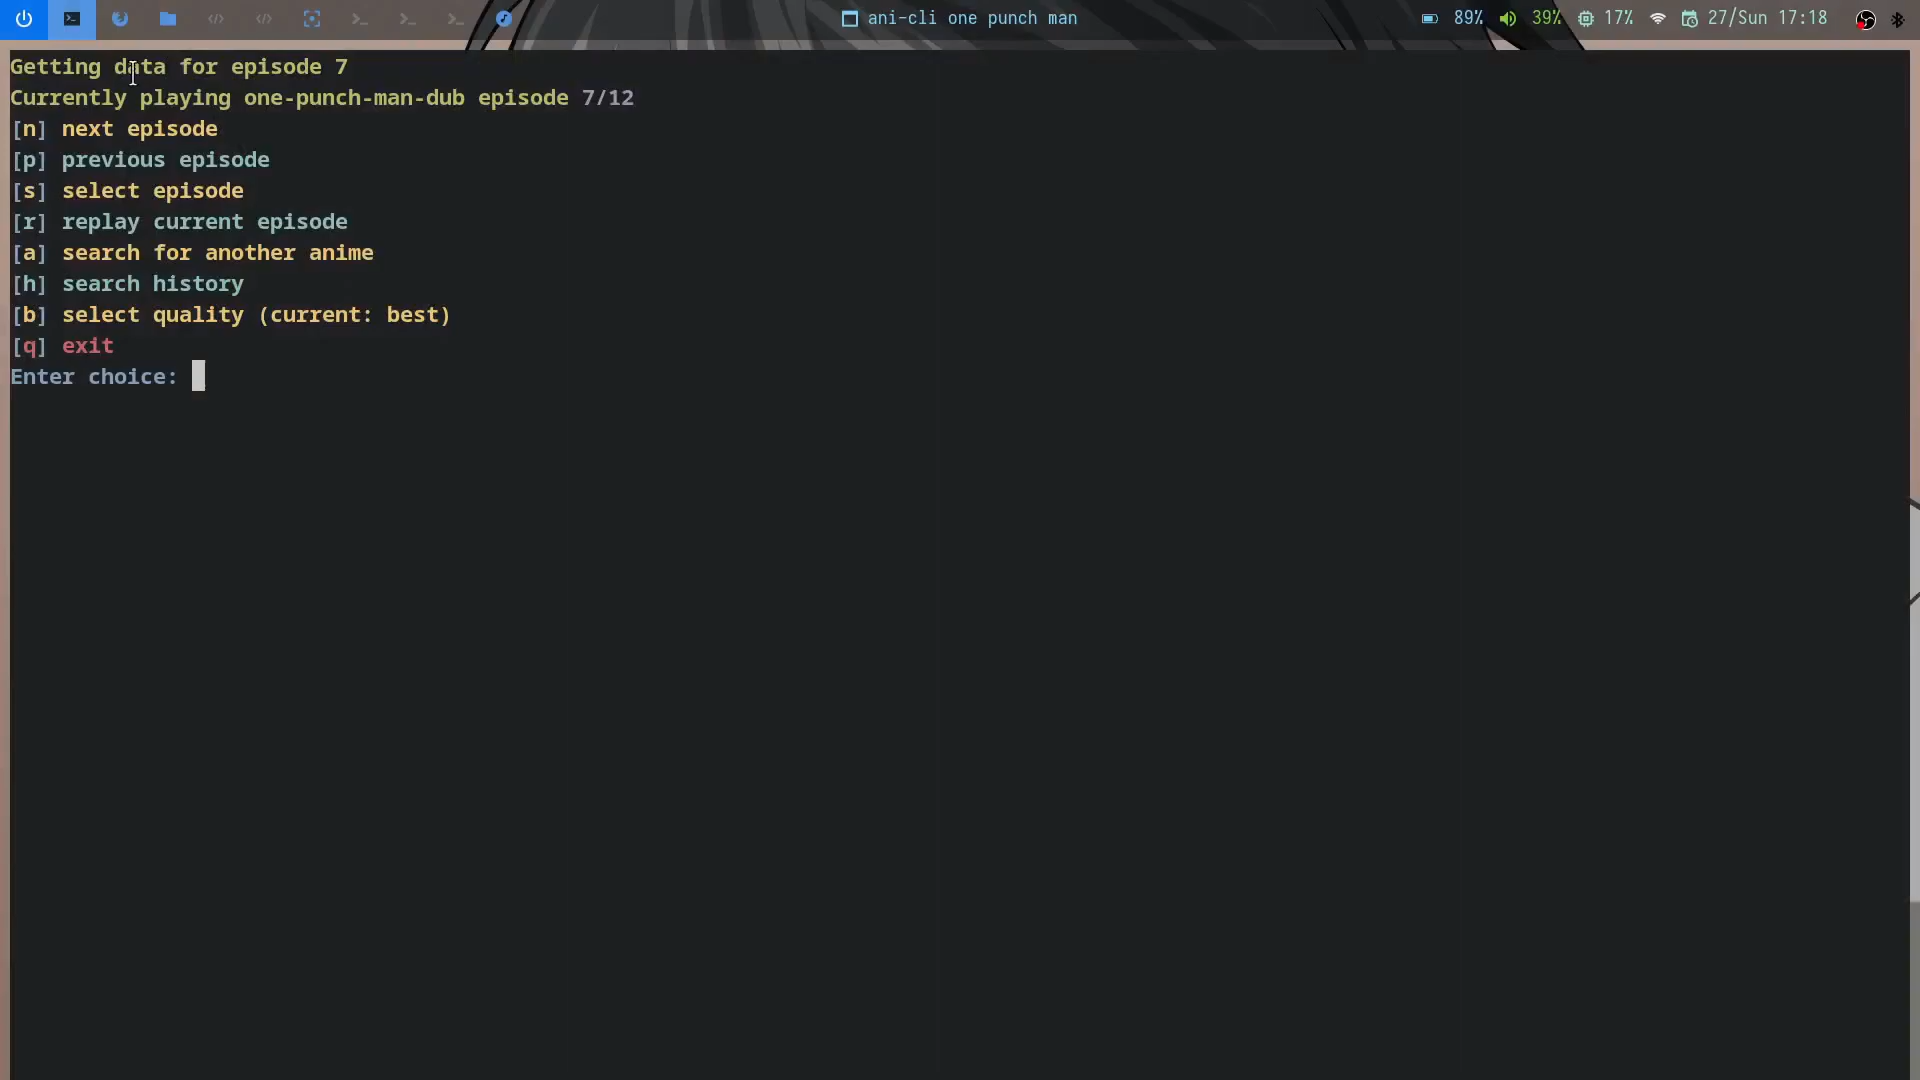 ani-cli one punch man 89% 39% 17% 27/Sun 17:18
Getting data for episode 7
Currently playing one-punch-man-dub episode 7/12
[n] next episode
[p] previous episode
[s] select episode
[r] replay current episode
[a] search for another anime
[h] search history
[b] select quality (current: best)
[q] exit
Enter choice: